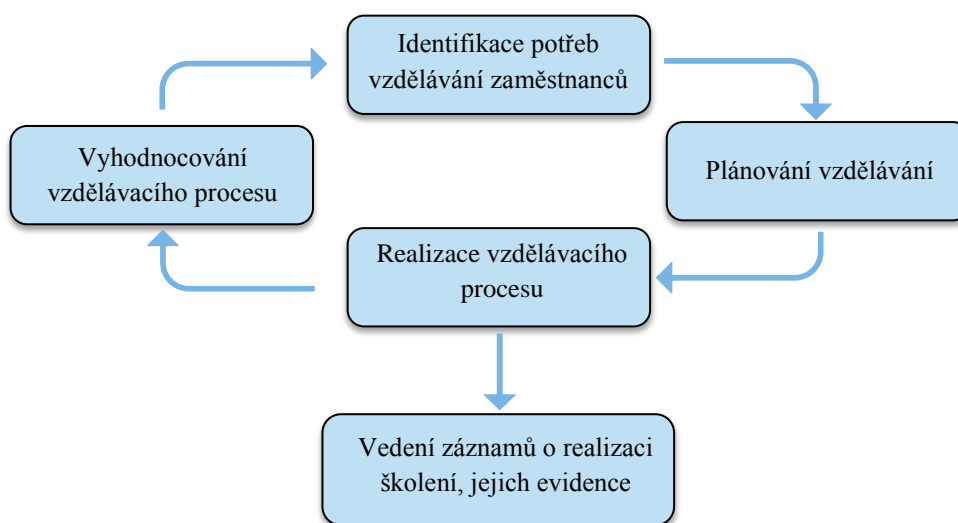 Identifikace potřeb
vzdělávání zaměstnanců
Vyhodnocování
vzdělávacího procesu
Plánování vzdělávání
Realizace vzdělávacího
procesu
Vedení záznamů o realizaci
školení, jejich evidence